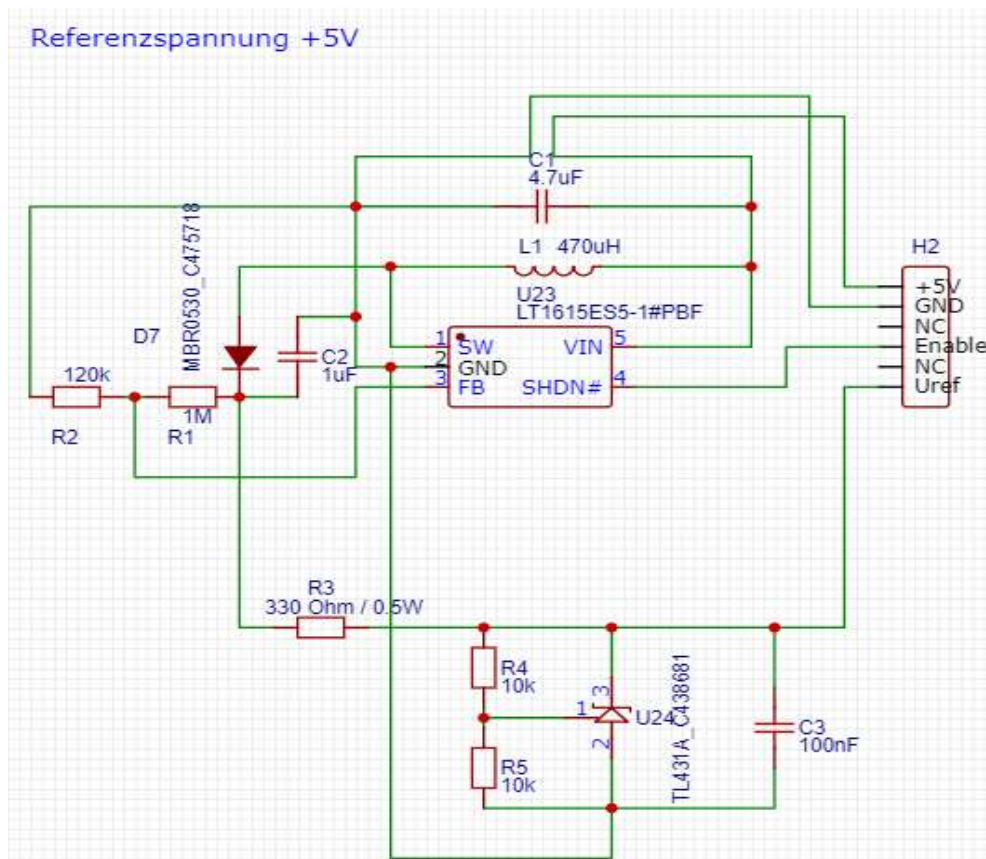 Referenzspannung +5V
C1
4.7uF
L1 470uH
U23
LT1615ES5-1#PBF
1 SW
2 GND
3 FB
VIN 5
SHDN# 4
H2
+5V
GND
NC
Enable
NC
Uref
D7
MBR0530_C475718
C2
1uF
120k
R2
1M
R1
R3
330 Ohm / 0.5W
R4
10k
R5
10k
1
3
2
U24
TL431A_C438681
C3
100nF